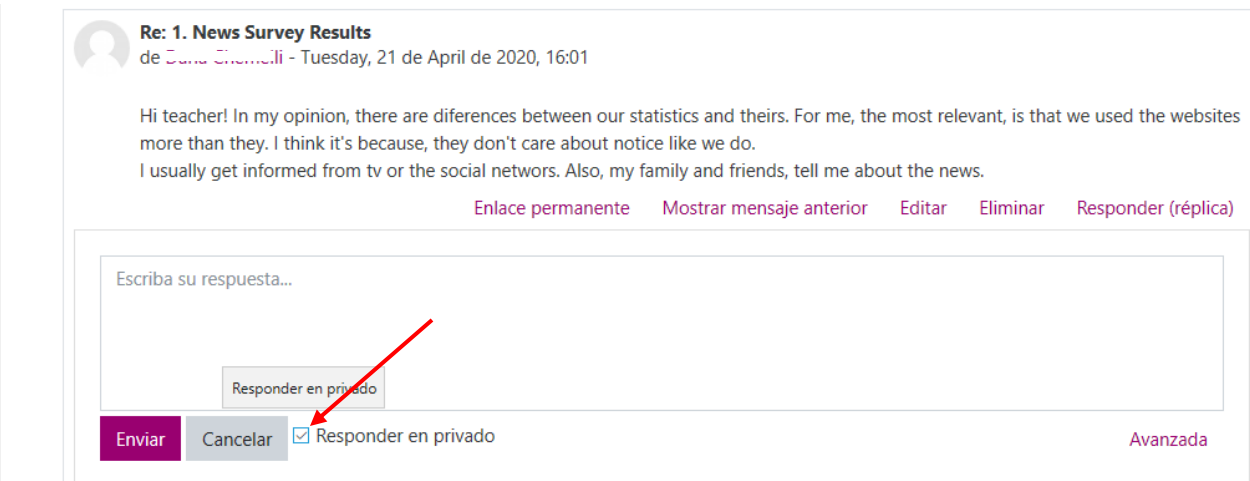 Re: 1. News Survey Results
de - Tuesday, 21 de April de 2020, 16:01
Hi teacher! In my opinion, there are diferences between our statistics and theirs. For me, the most relevant, is that we used the websites
more than they. I think it's because, they don't care about notice like we do.
I usually get informed from tv or the social networs. Also, my family and friends, tell me about the news.
Enlace permanente Mostrar mensaje anterior Editar Eliminar Responder (réplica)
Escriba su respuesta...
Responder en privado
Enviar Cancelar Responder en privado Avanzada